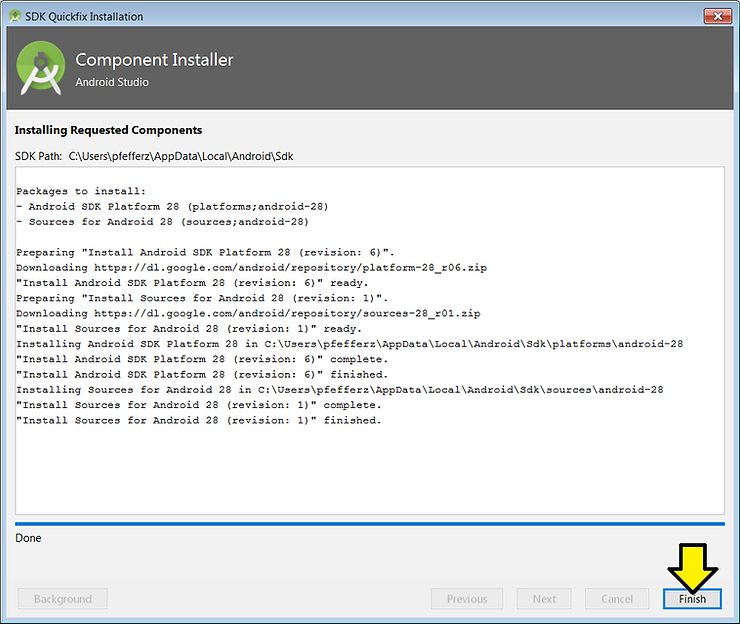 SDK Quickfix Installation
Component Installer
Android Studio
Installing Requested Components
SDK Path: C:\Users\pfefferz\AppData\Local\Android\Sdk
Packages to install:
- Android SDK Platform 28 (platforms;android-28)
- Sources for Android 28 (sources;android-28)
Preparing "Install Android SDK Platform 28 (revision: 6)".
Downloading https://dl.google.com/android/repository/platform-28_r06.zip
"Install Android SDK Platform 28 (revision: 6)" ready.
Preparing "Install Sources for Android 28 (revision: 1)".
Downloading https://dl.google.com/android/repository/sources-28_r01.zip
"Install Sources for Android 28 (revision: 1)" ready.
Installing Android SDK Platform 28 in C:\Users\pfefferz\AppData\Local\Android\Sdk\platforms\android-28
"Install Android SDK Platform 28 (revision: 6)" complete.
"Install Android SDK Platform 28 (revision: 6)" finished.
Installing Sources for Android 28 in C:\Users\pfefferz\AppData\Local\Android\Sdk\sources\android-28
"Install Sources for Android 28 (revision: 1)" complete.
"Install Sources for Android 28 (revision: 1)" finished.
Done
Background Previous Next Cancel Finish